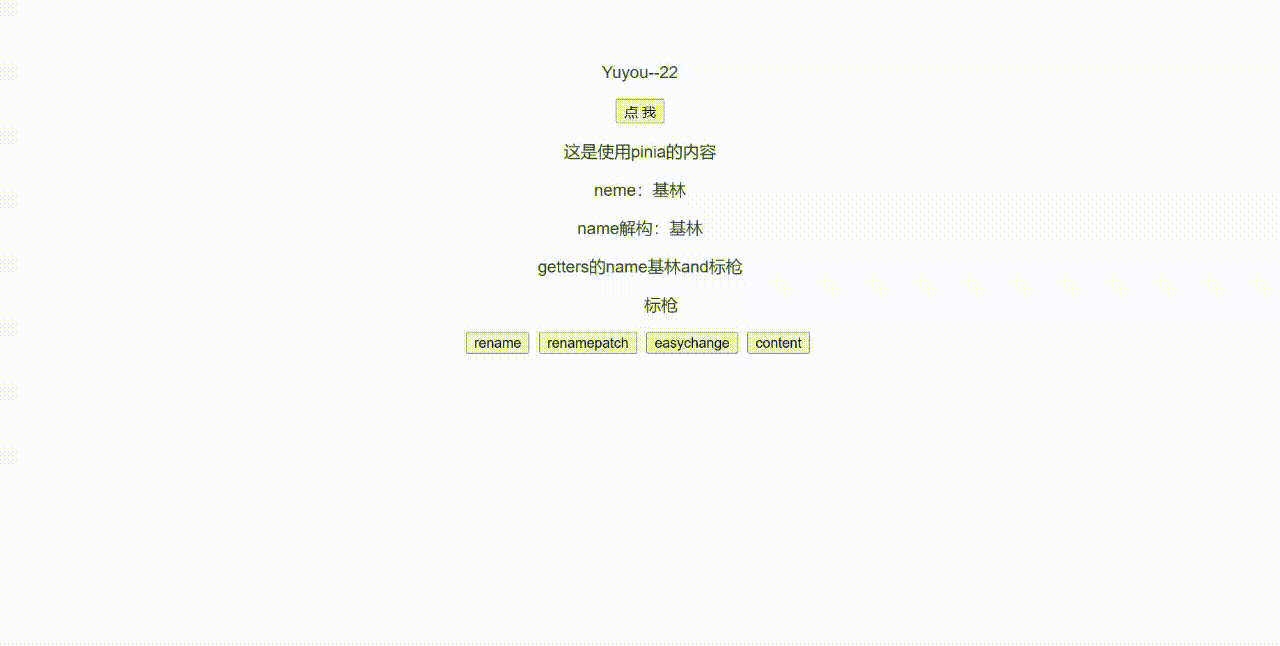 Yuyou--22
点 我
这是使用pinia的内容
neme：基林
name解构：基林
getters的name基林and标枪
标枪
rename renamepatch easychange content